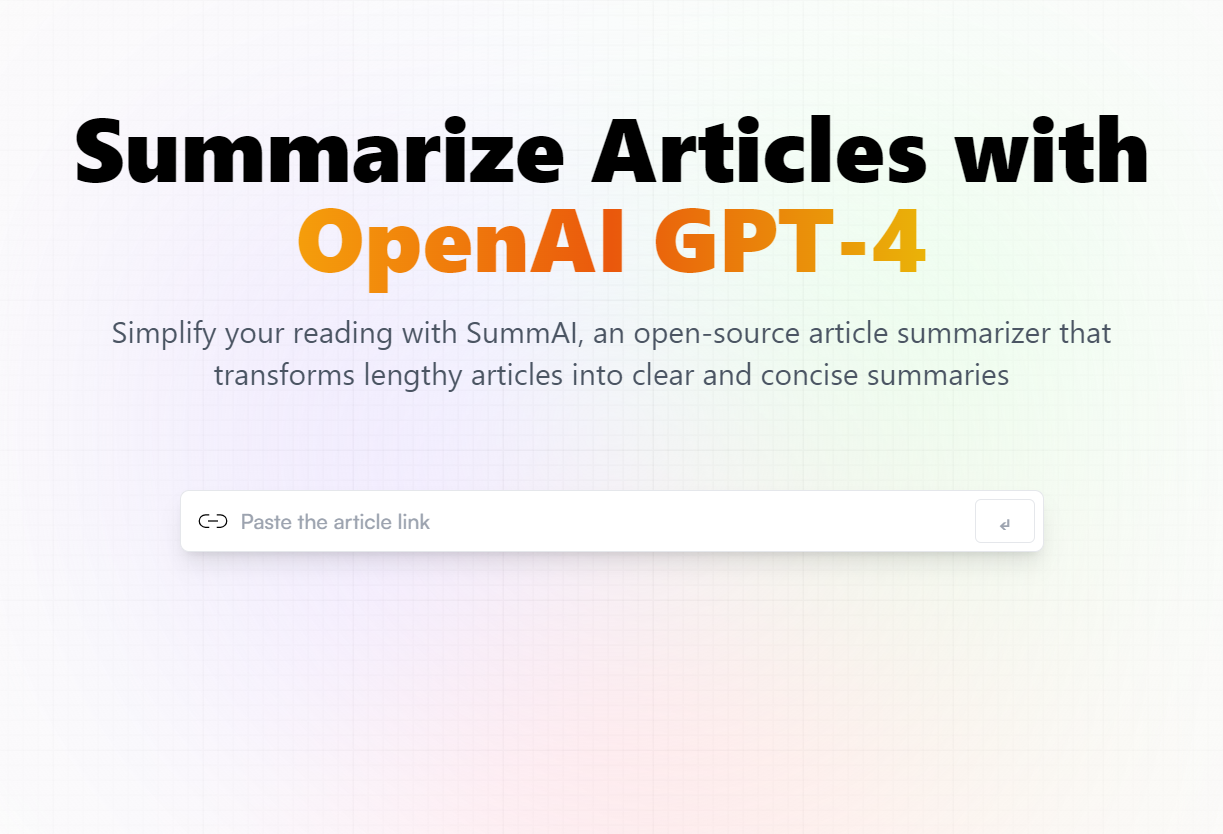 Summarize Articles with
OpenAI GPT-4
Simplify your reading with SummAI, an open-source article summarizer that
transforms lengthy articles into clear and concise summaries
Paste the article link
↵